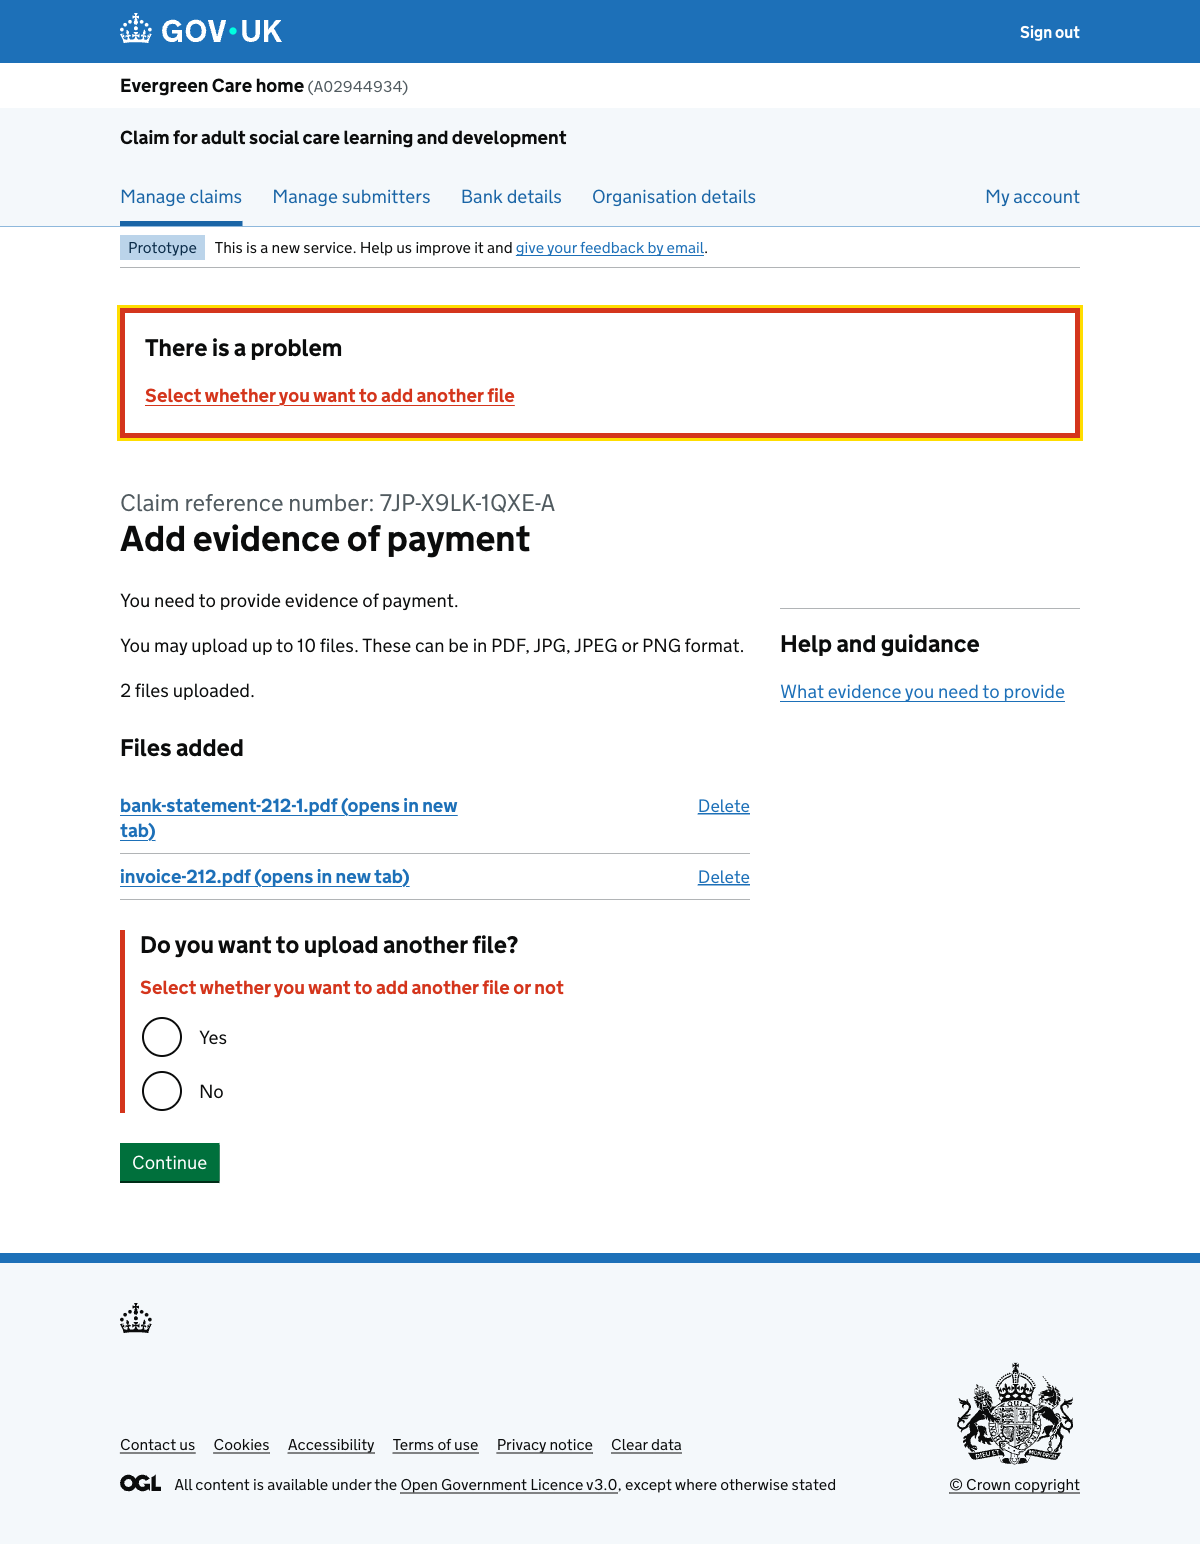 GOV·UK
Sign out
Evergreen Care home (A02944934)
Claim for adult social care learning and development
Manage claims Manage submitters Bank details Organisation details My account
Prototype This is a new service. Help us improve it and give your feedback by email.
There is a problem
Select whether you want to add another file
Claim reference number: 7JP-X9LK-1QXE-A
Add evidence of payment
You need to provide evidence of payment.
You may upload up to 10 files. These can be in PDF, JPG, JPEG or PNG format.
2 files uploaded.
Help and guidance
What evidence you need to provide
Files added
bank-statement-212-1.pdf (opens in new
tab)
Delete
invoice-212.pdf (opens in new tab)
Delete
Do you want to upload another file?
Select whether you want to add another file or not
Yes
No
Continue
Contact us Cookies Accessibility Terms of use Privacy notice Clear data
OGL All content is available under the Open Government Licence v3.0, except where otherwise stated
© Crown copyright